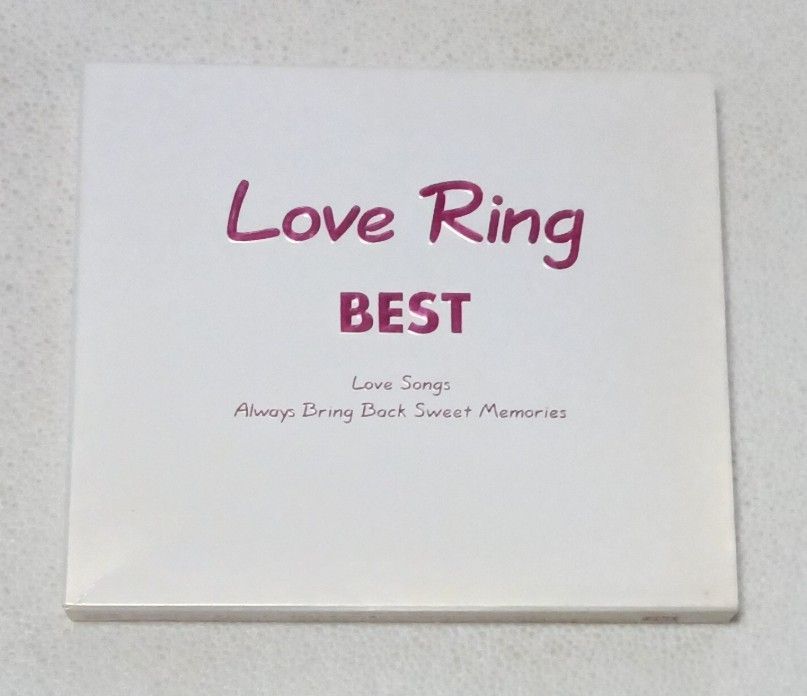 Love Ring
BEST
Love Songs
Always Bring Back Sweet Memories